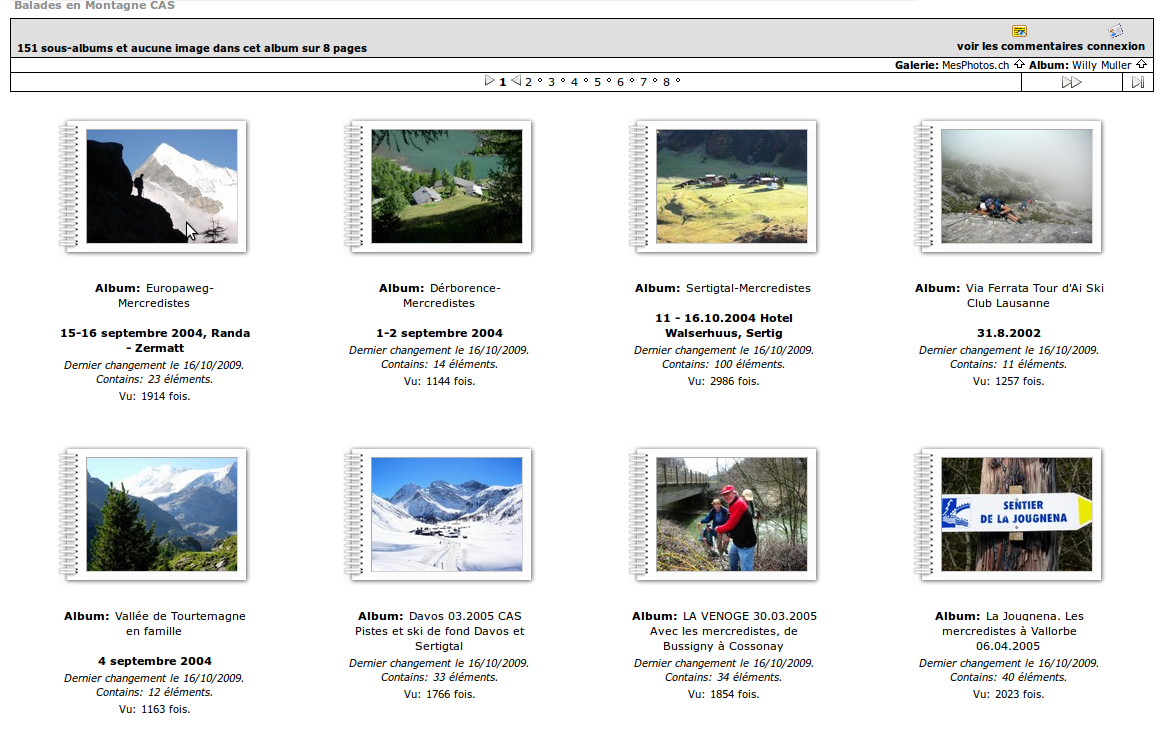 Balades en Montagne CAS
151 sous-albums et aucune image dans cet album sur 8 pages
voir les commentaires connexion
Galerie: MesPhotos.ch Album: Willy Muller
1 2 ° 3 ° 4 ° 5 ° 6 ° 7 ° 8 °
Album: Europaweg-
Mercredistes
15-16 septembre 2004, Randa
- Zermatt
Dernier changement le 16/10/2009.
Contains: 23 éléments.
Vu: 1914 fois.
Album: Dérborence-
Mercredistes
1-2 septembre 2004
Dernier changement le 16/10/2009.
Contains: 14 éléments.
Vu: 1144 fois.
Album: Sertigtal-Mercredistes
11 - 16.10.2004 Hotel
Walserhuus, Sertig
Dernier changement le 16/10/2009.
Contains: 100 éléments.
Vu: 2986 fois.
Album: Via Ferrata Tour d'Ai Ski
Club Lausanne
31.8.2002
Dernier changement le 16/10/2009.
Contains: 11 éléments.
Vu: 1257 fois.
SENTIER
DE LA JOUGNENA
Album: Vallée de Tourtemagne
en famille
4 septembre 2004
Dernier changement le 16/10/2009.
Contains: 12 éléments.
Vu: 1163 fois.
Album: Davos 03.2005 CAS
Pistes et ski de fond Davos et
Sertigtal
Dernier changement le 16/10/2009.
Contains: 33 éléments.
Vu: 1766 fois.
Album: LA VENOGE 30.03.2005
Avec les mercredistes, de
Bussigny à Cossonay
Dernier changement le 16/10/2009.
Contains: 34 éléments.
Vu: 1854 fois.
Album: La Jougnena. Les
mercredistes à Vallorbe
06.04.2005
Dernier changement le 16/10/2009.
Contains: 40 éléments.
Vu: 2023 fois.